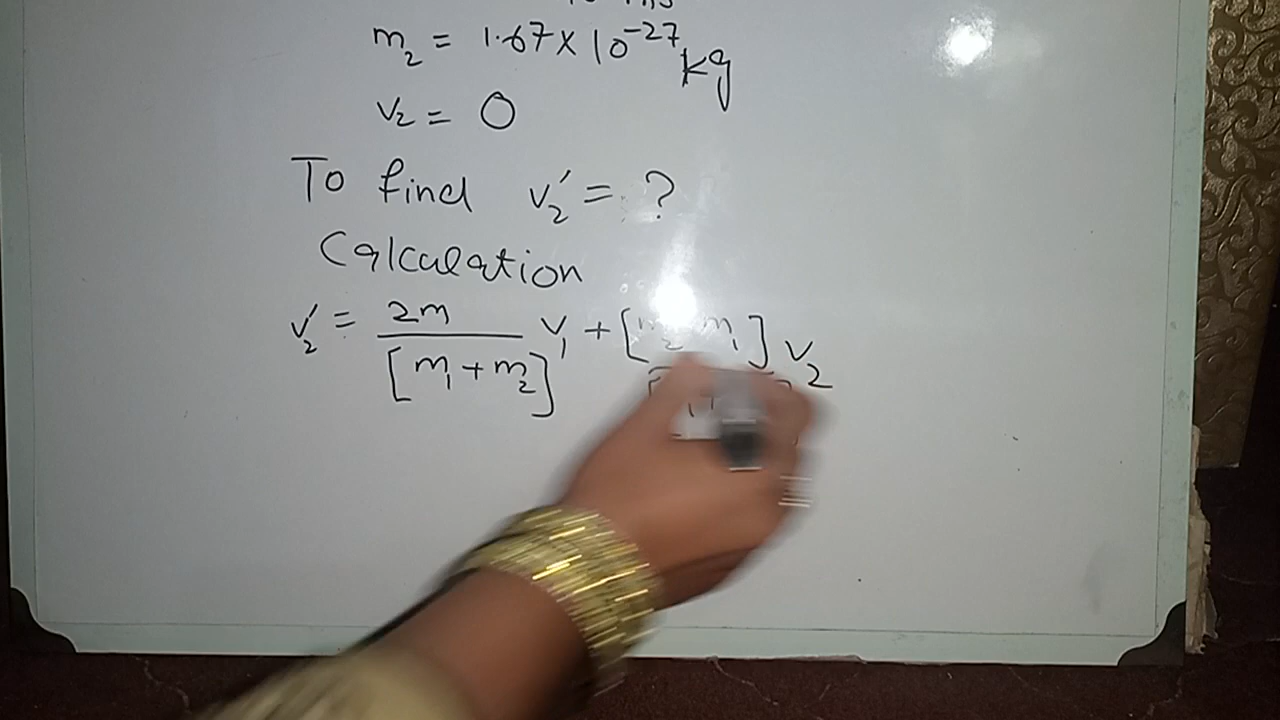 m₂ = 1.67 × 10⁻²⁷ kg
v₂ = 0
To find v₂′ = ?
Calculation
v₂′ = 2m / [m₁ + m₂] v₁ + [m₂ m₁] v₂